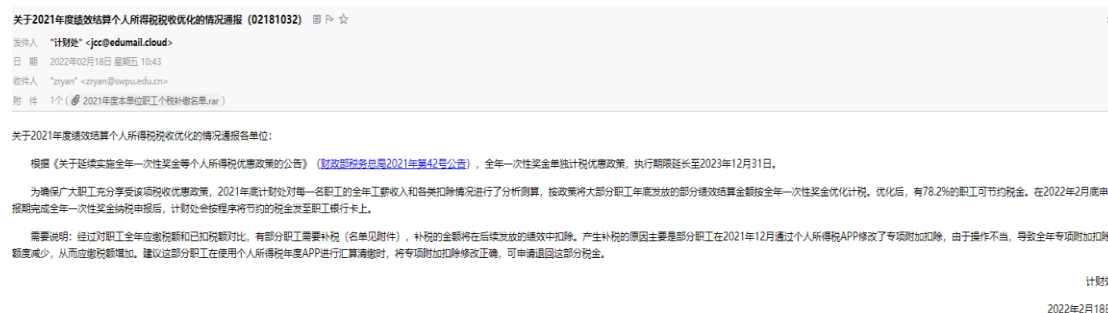 关于2021年度绩效结算个人所得税税收优化的情况通报（02181032）
发件人 "计财处" <jcc@edumail.cloud>
日 期 2022年02月18日 星期五 10:43
收件人 "zryan" <zryan@swpu.edu.cn>
附 件 1个 ( 2021年度本单位职工个税补缴名单.rar )
关于2021年度绩效结算个人所得税税收优化的情况通报各单位：
根据《关于延续实施全年一次性奖金等个人所得税优惠政策的公告》（财政部税务总局2021年第42号公告），全年一次性奖金单独计税优惠政策，执行期限延长至2023年12月31日。
为确保广大职工充分享受该项税收优惠政策，2021年底计财处对每一名职工的全年工薪收入和各类扣除情况进行了分析测算，按政策将大部分职工年底发放的部分绩效结算金额按全年一次性奖金优化计税。优化后，有78.2%的职工可节约税金。在2022年2月底申
报期完成全年一次性奖金纳税申报后，计财处会按程序将节约的税金发至职工银行卡上。
需要说明：经过对职工全年应缴税额和已扣税额对比，有部分职工需要补税（名单见附件），补税的金额将在后续发放的绩效中扣除。产生补税的原因主要是部分职工在2021年12月通过个人所得税APP修改了专项附加扣除，由于操作不当，导致全年专项附加扣除
额度减少，从而应缴税额增加。建议这部分职工在使用个人所得税年度APP进行汇算清缴时，将专项附加扣除修改正确，可申请退回这部分税金。
计财处
2022年2月18日